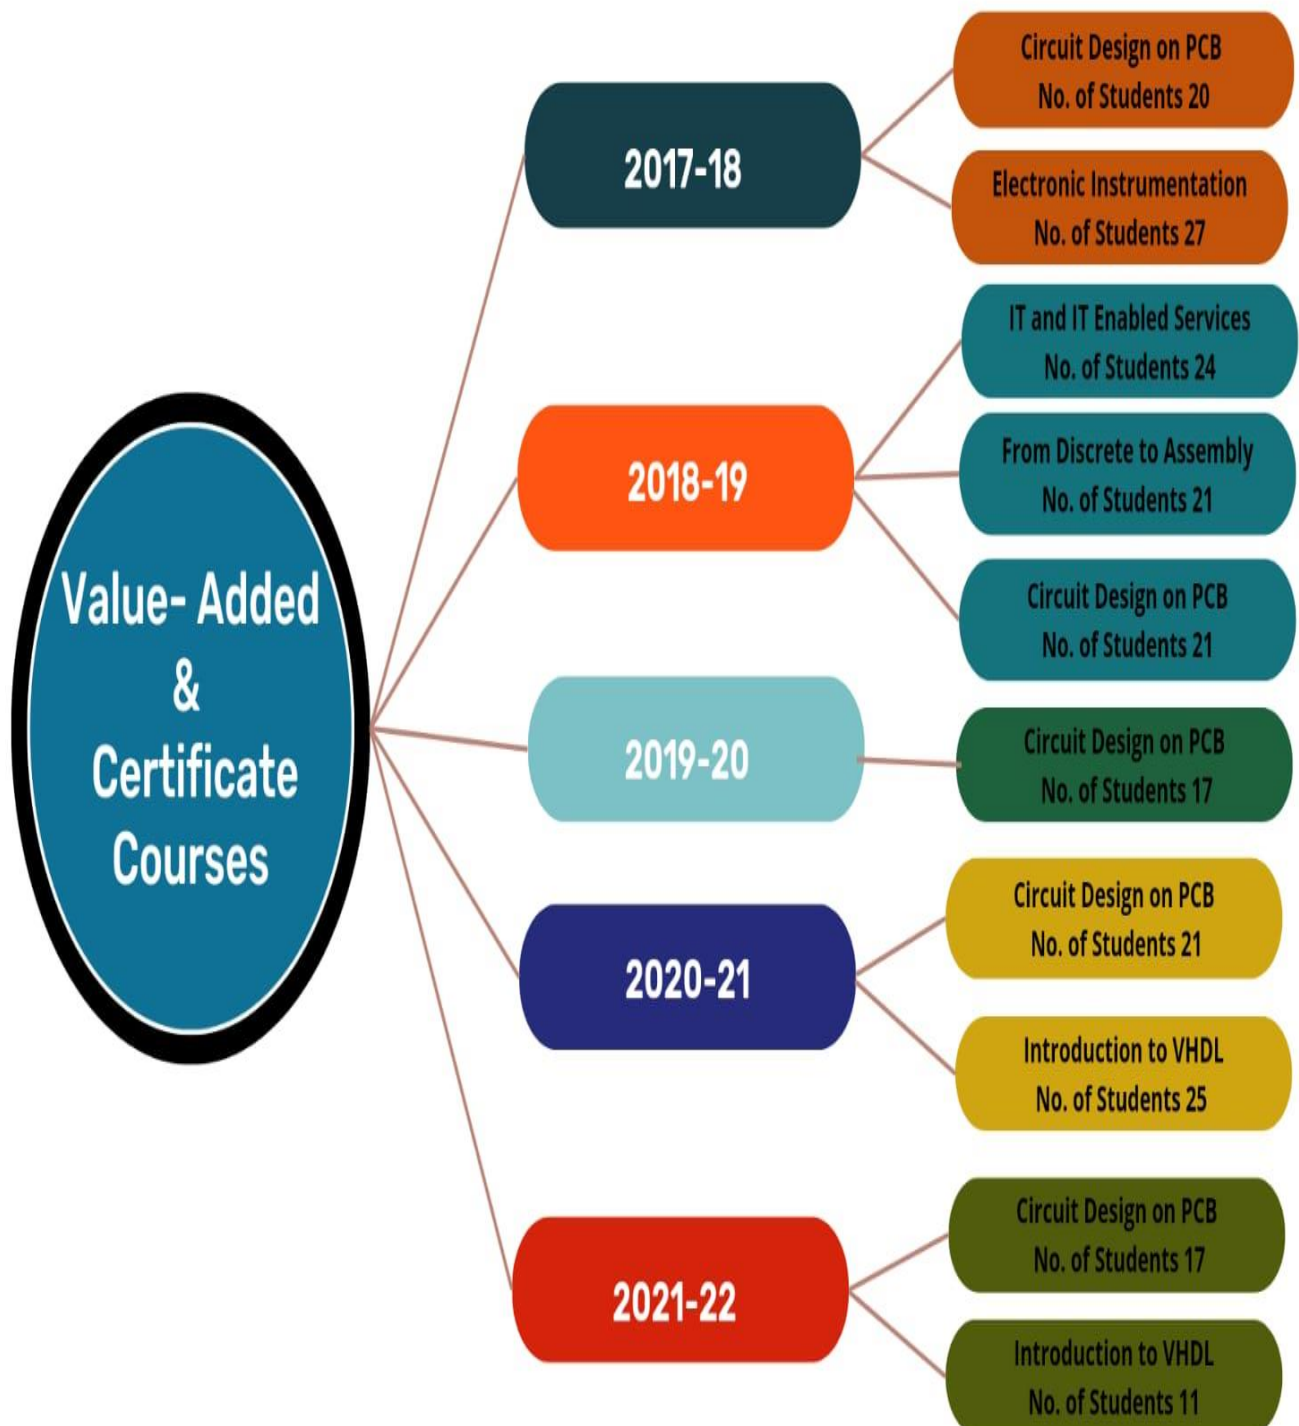 Value- Added
&
Certificate
Courses
2017-18
Circuit Design on PCB
No. of Students 20
Electronic Instrumentation
No. of Students 27
2018-19
IT and IT Enabled Services
No. of Students 24
From Discrete to Assembly
No. of Students 21
Circuit Design on PCB
No. of Students 21
2019-20
Circuit Design on PCB
No. of Students 17
2020-21
Circuit Design on PCB
No. of Students 21
Introduction to VHDL
No. of Students 25
2021-22
Circuit Design on PCB
No. of Students 17
Introduction to VHDL
No. of Students 11